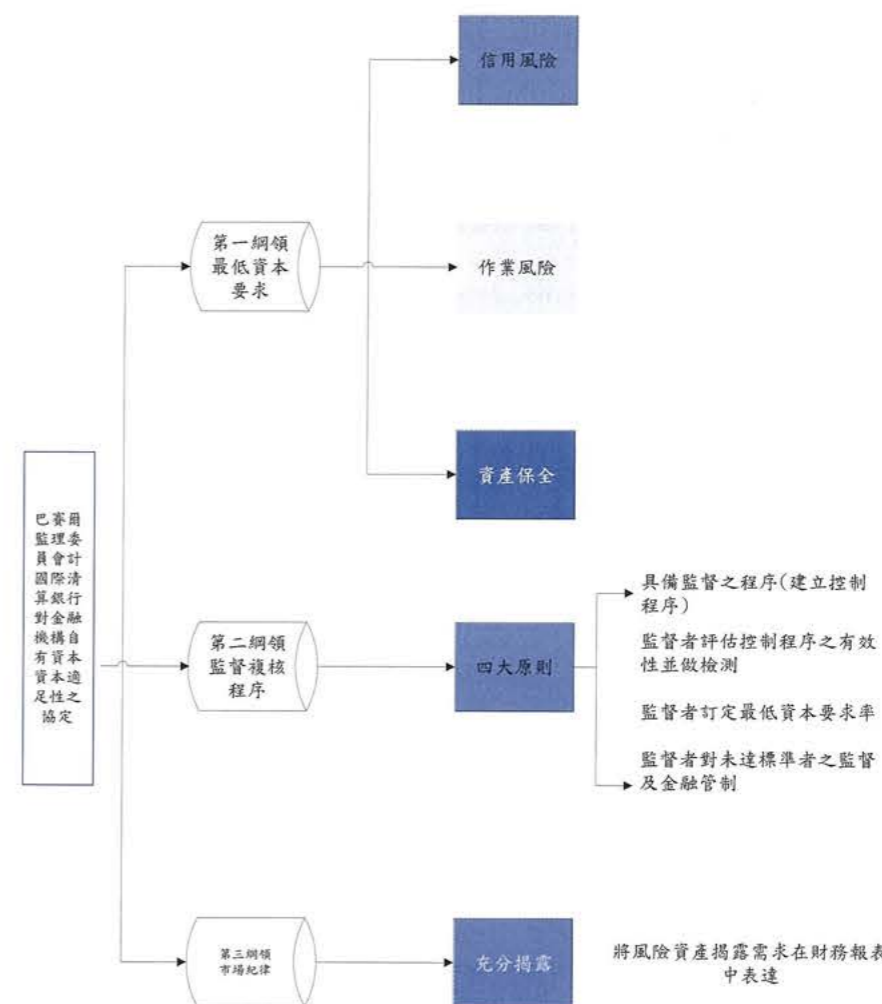 信用風險
第一綱領
最低資本
要求
作業風險
資產保全
巴賽爾
監理委
員會計
國際清
算銀行
對金融
機構自
有資本
資本適
足性之
協定
第二綱領
監督複核
程序
四大原則
具備監督之程序(建立控制
程序)
監督者評估控制程序之有效
性並做檢測
監督者訂定最低資本要求率
監督者對未達標準者之監督
及金融管制
第三綱領
市場紀律
充分揭露
將風險資產揭露需求在財務報表
中表達